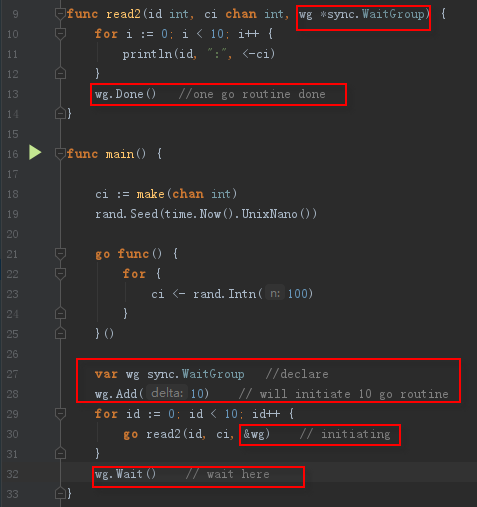 9 func read2(id int, ci chan int, wg *sync.WaitGroup) {
10 for i := 0; i < 10; i++ {
11 println(id, ":", <-ci)
12 }
13 wg.Done() //one go routine done
14 }
15
16 func main() {
17
18 ci := make(chan int)
19 rand.Seed(time.Now().UnixNano())
20
21 go func() {
22 for {
23 ci <- rand.Intn( n: 100)
24 }
25 }()
26
27 var wg sync.WaitGroup //declare
28 wg.Add( delta: 10) // will initiate 10 go routine
29 for id := 0; id < 10; id++ {
30 go read2(id, ci, &wg) // initiating
31 }
32 wg.Wait() // wait here
33 }